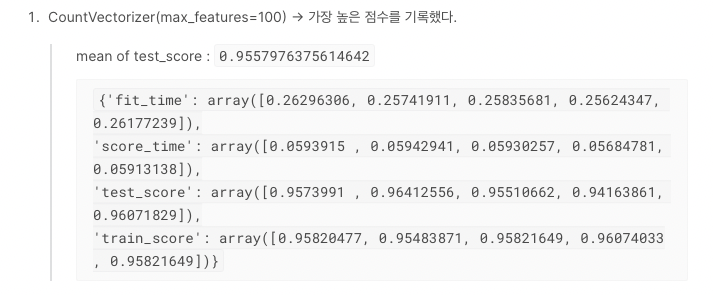 1. CountVectorizer(max_features=100) → 가장 높은 점수를 기록했다.
mean of test_score : 0.9557976375614642
{'fit_time': array([0.26296306, 0.25741911, 0.25835681, 0.25624347,
0.26177239]),
'score_time': array([0.0593915 , 0.05942941, 0.05930257, 0.05684781,
0.05913138]),
'test_score': array([0.9573991 , 0.96412556, 0.95510662, 0.94163861,
0.96071829]),
'train_score': array([0.95820477, 0.95483871, 0.95821649, 0.96074033
, 0.95821649])}